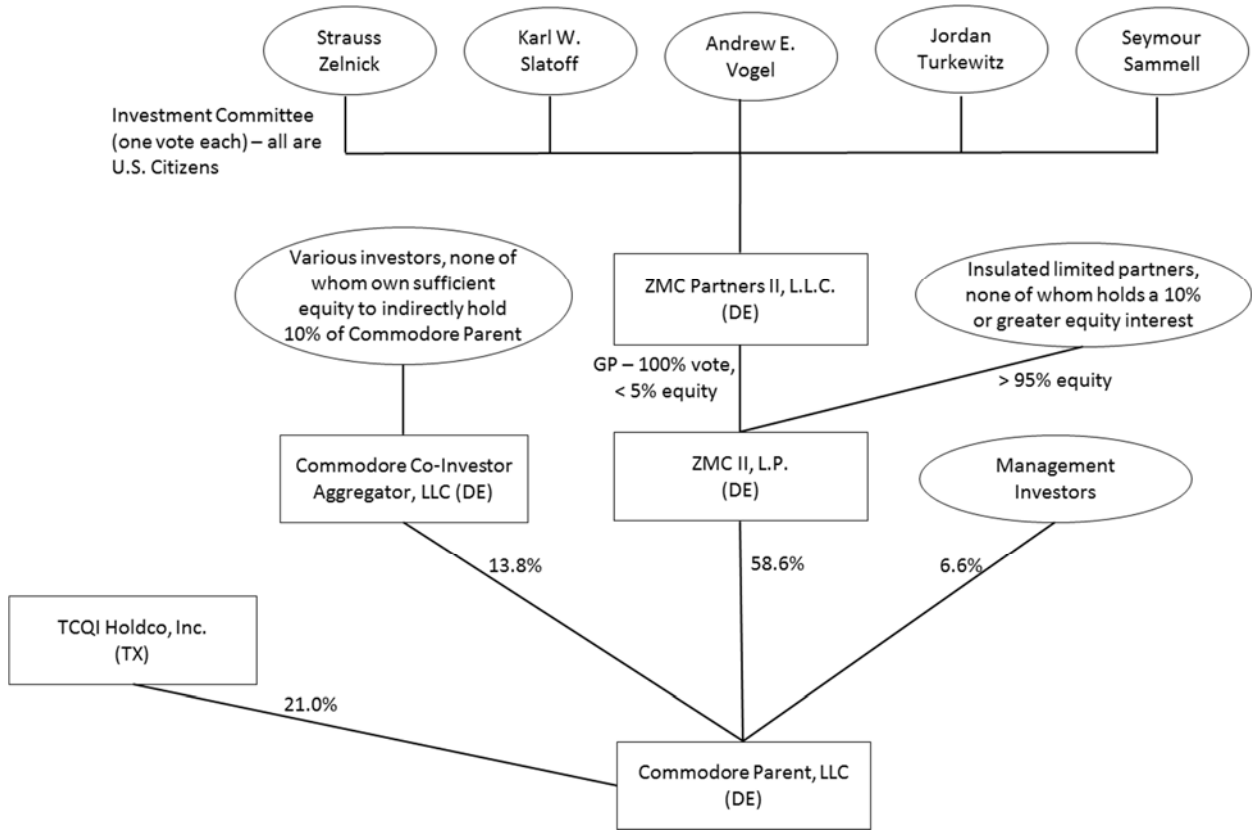 Strauss
Zelnick
Karl W.
Slatoff
Andrew E.
Vogel
Jordan
Turkewitz
Seymour
Sammell
Investment Committee
(one vote each) – all are
U.S. Citizens
Various investors, none of
whom own sufficient
equity to indirectly hold
10% of Commodore Parent
ZMC Partners II, L.L.C.
(DE)
Insulated limited partners,
none of whom holds a 10%
or greater equity interest
GP – 100% vote,
< 5% equity
> 95% equity
Commodore Co-Investor
Aggregator, LLC (DE)
ZMC II, L.P.
(DE)
Management
Investors
13.8%
58.6%
6.6%
TCQI Holdco, Inc.
(TX)
21.0%
Commodore Parent, LLC
(DE)